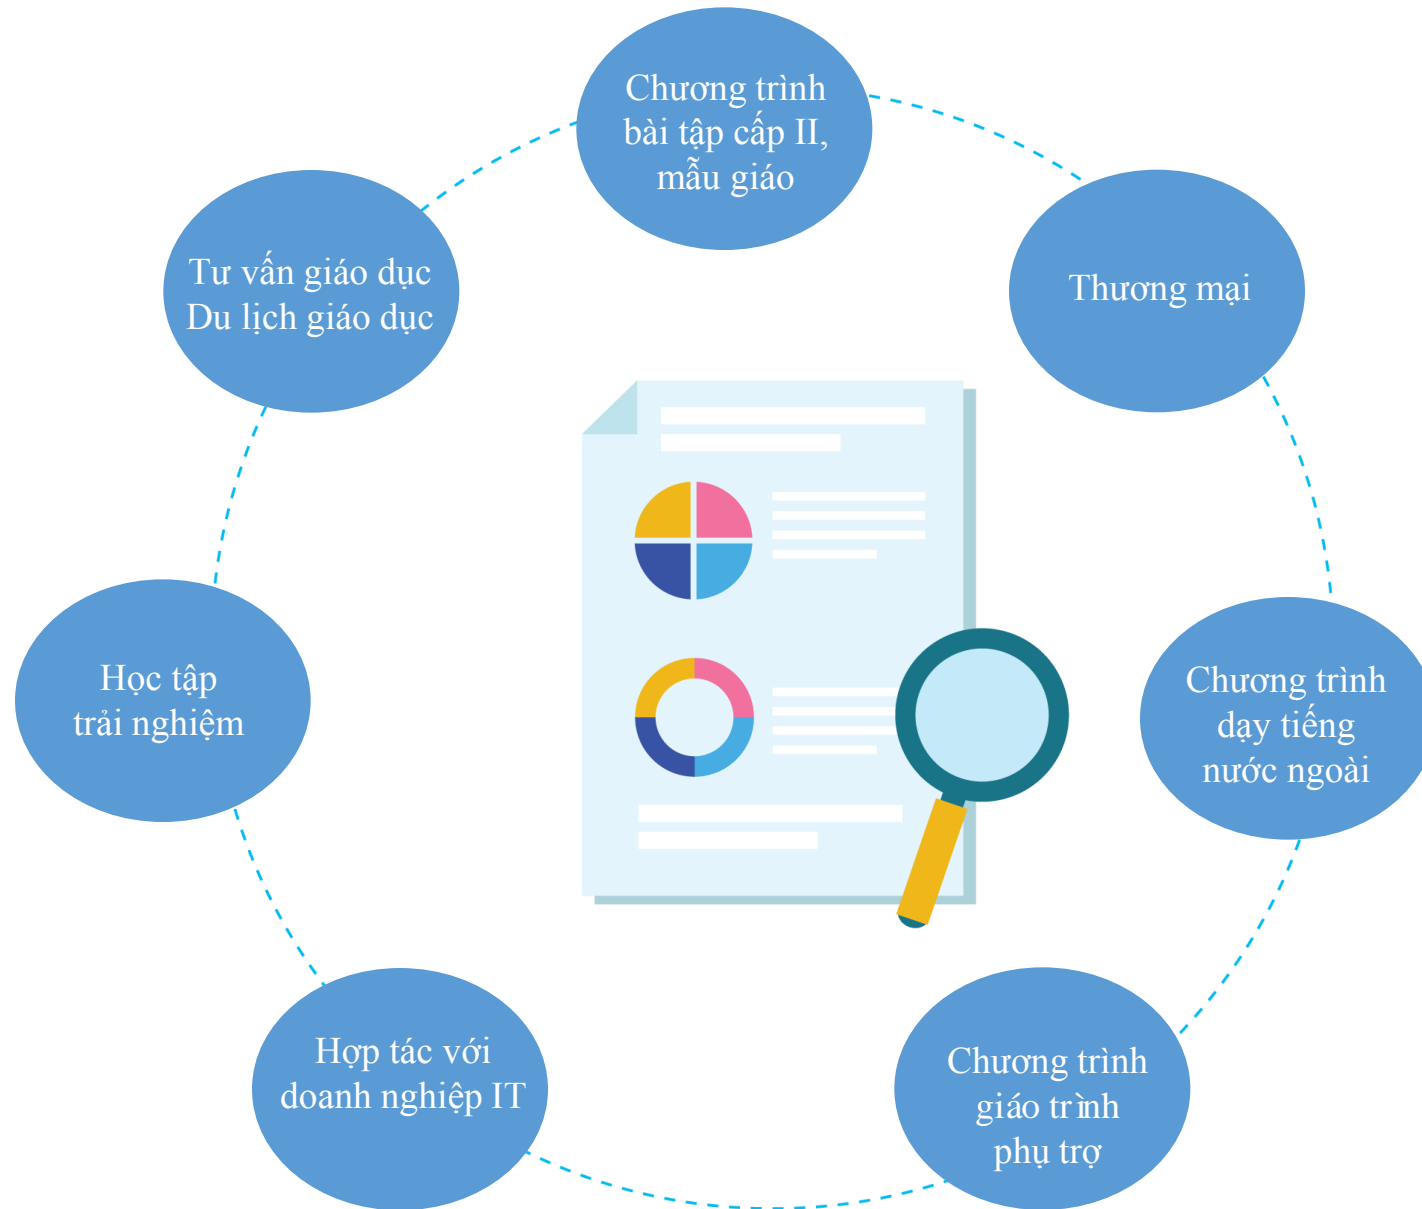 Chương trình
bài tập cấp II,
mẫu giáo
Tư vấn giáo dục
Du lịch giáo dục
Thương mại
Học tập
trải nghiệm
Chương trình
dạy tiếng
nước ngoài
Hợp tác với
doanh nghiệp IT
Chương trình
giáo trình
phụ trợ